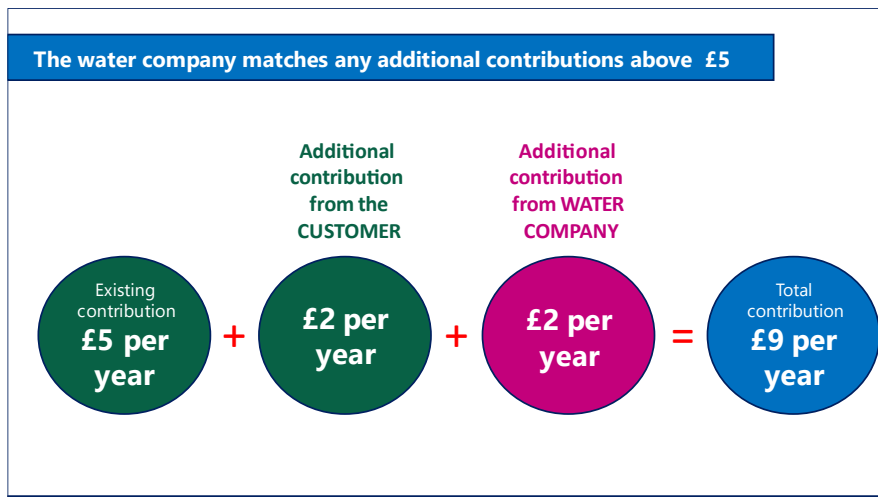 The water company matches any additional contributions above £5
Additional
contribution
from the
CUSTOMER
Additional
contribution
from WATER
COMPANY
Existing
contribution
£5 per
year
+
£2 per
year
+
£2 per
year
=
Total
contribution
£9 per
year